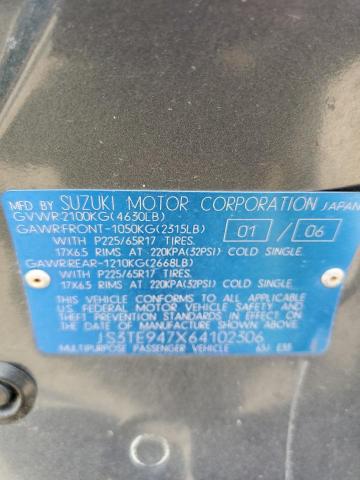 MFD BY SUZUKI MOTOR CORPORATION JAPAN
GVWR:2100KG(4630LB)
GAWR:FRONT-1050KG(2315LB) 01 / 06
WITH P225/65R17 TIRES.
17X6.5 RIMS AT 220KPA(32PSI) COLD SINGLE.
GAWR:REAR-1210KG(2668LB)
WITH P225/65R17 TIRES.
17X6.5 RIMS AT 220KPA(32PSI) COLD SINGLE.
THIS VEHICLE CONFORMS TO ALL APPLICABLE
U.S. FEDERAL MOTOR VEHICLE SAFETY BUMPER
AND THEFT PREVENTION STANDARDS IN EFFECT ON
THE DATE OF MANUFACTURE SHOWN ABOVE.
JS3TE947X64102306
MULTIPURPOSE PASSENGER VEHICLE